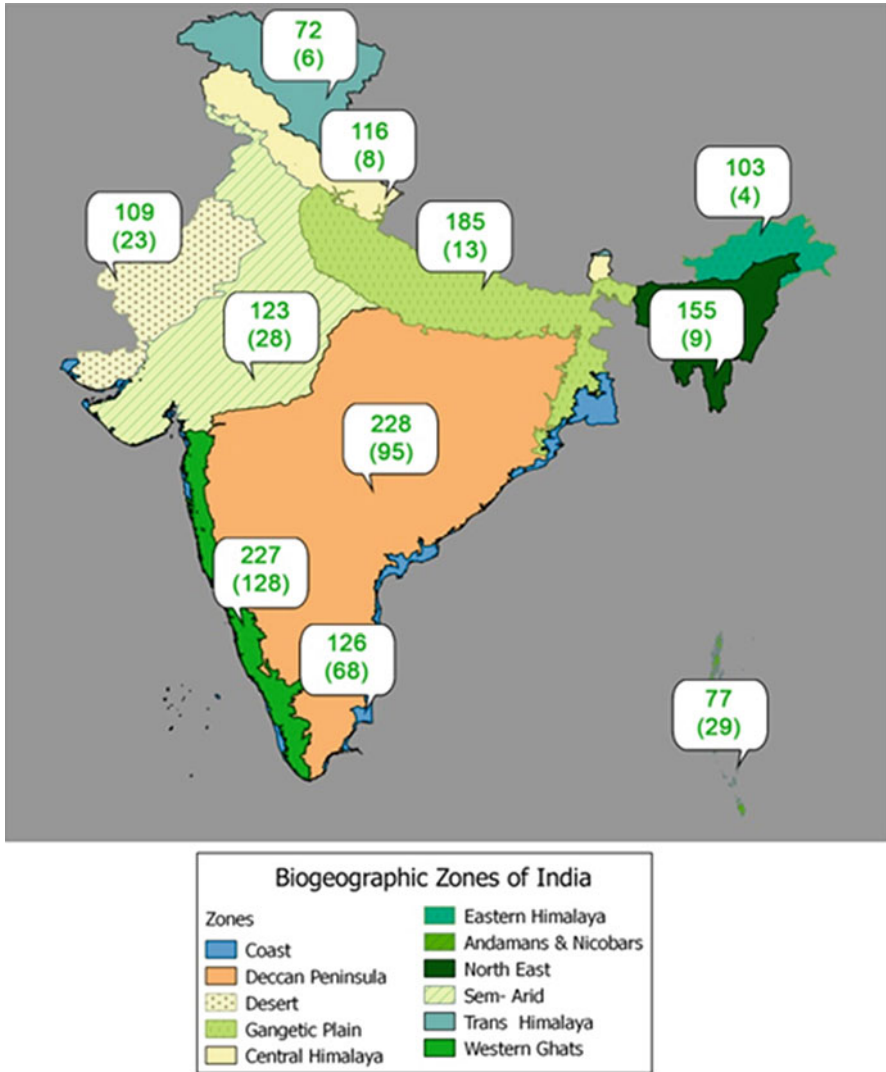 72
(6)
116
(8)
103
(4)
109
(23)
185
(13)
123
(28)
155
(9)
228
(95)
227
(128)
126
(68)
77
(29)
Biogeographic Zones of India
Zones
Coast
Deccan Peninsula
Desert
Gangetic Plain
Central Himalaya
Eastern Himalaya
Andamans & Nicobars
North East
Sem- Arid
Trans Himalaya
Western Ghats